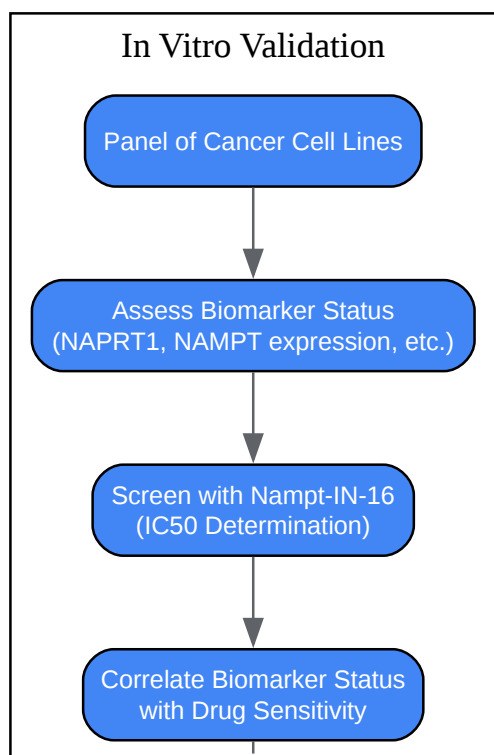 In Vitro Validation
Panel of Cancer Cell Lines
Assess Biomarker Status
(NAPRT1, NAMPT expression, etc.)
Screen with Nampt-IN-16
(IC50 Determination)
Correlate Biomarker Status
with Drug Sensitivity